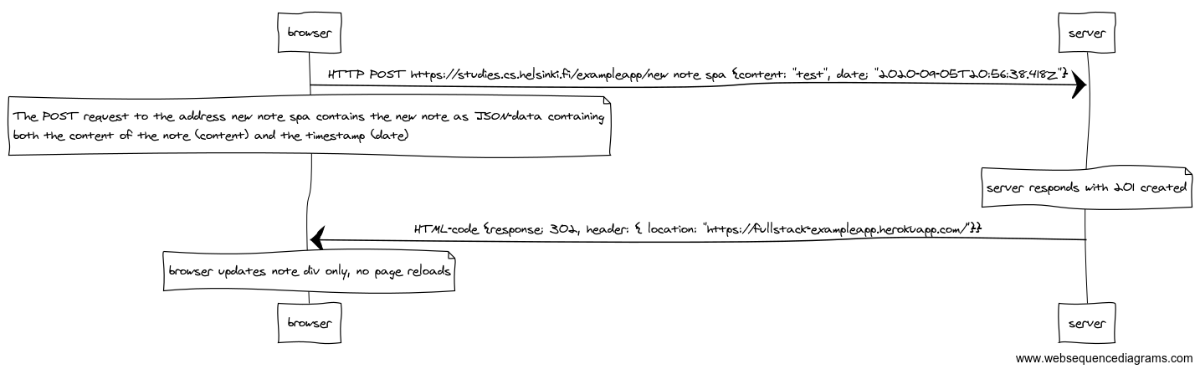 browser
server
HTTP POST https://studies.cs.helsinki.fi/exampleapp/new note spa {content: "test", date: "2020-09-05T20:56:38.418Z"}
The POST request to the address new note spa contains the new note as JSON-data containing
both the content of the note (content) and the timestamp (date)
server responds with 201 created
HTML-code {response: 302, header: { location: "https://fullstack-exampleapp.herokuapp.com/"}}
browser updates note div only, no page reloads
browser
server
www.websequencediagrams.com